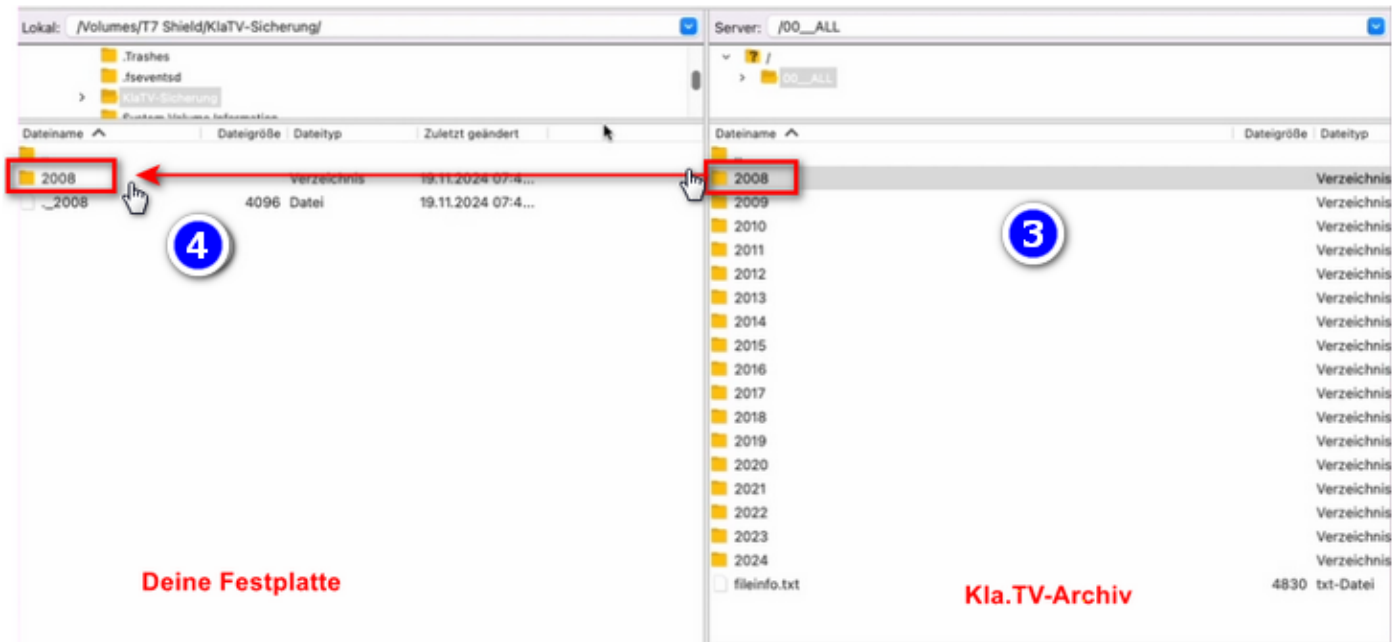 Lokal: /Volumes/T7 Shield/KlaTV-Sicherung/
.Trashes
.fseventsd
KlaTV-Sicherung
System Volume Information
Dateiname Dateigröße Dateityp Zuletzt geändert
..
2008 Verzeichnis 19.11.2024 07:4...
._2008 4096 Datei 19.11.2024 07:4...
4
Deine Festplatte
Server: /00__ALL
/
00__ALL
Dateiname Dateigröße Dateityp
..
2008 Verzeichnis
2009 Verzeichnis
2010 Verzeichnis
2011 Verzeichnis
2012 Verzeichnis
2013 Verzeichnis
2014 Verzeichnis
2015 Verzeichnis
2016 Verzeichnis
2017 Verzeichnis
2018 Verzeichnis
2019 Verzeichnis
2020 Verzeichnis
2021 Verzeichnis
2022 Verzeichnis
2023 Verzeichnis
2024 Verzeichnis
fileinfo.txt 4830 txt-Datei
3
Kla.TV-Archiv